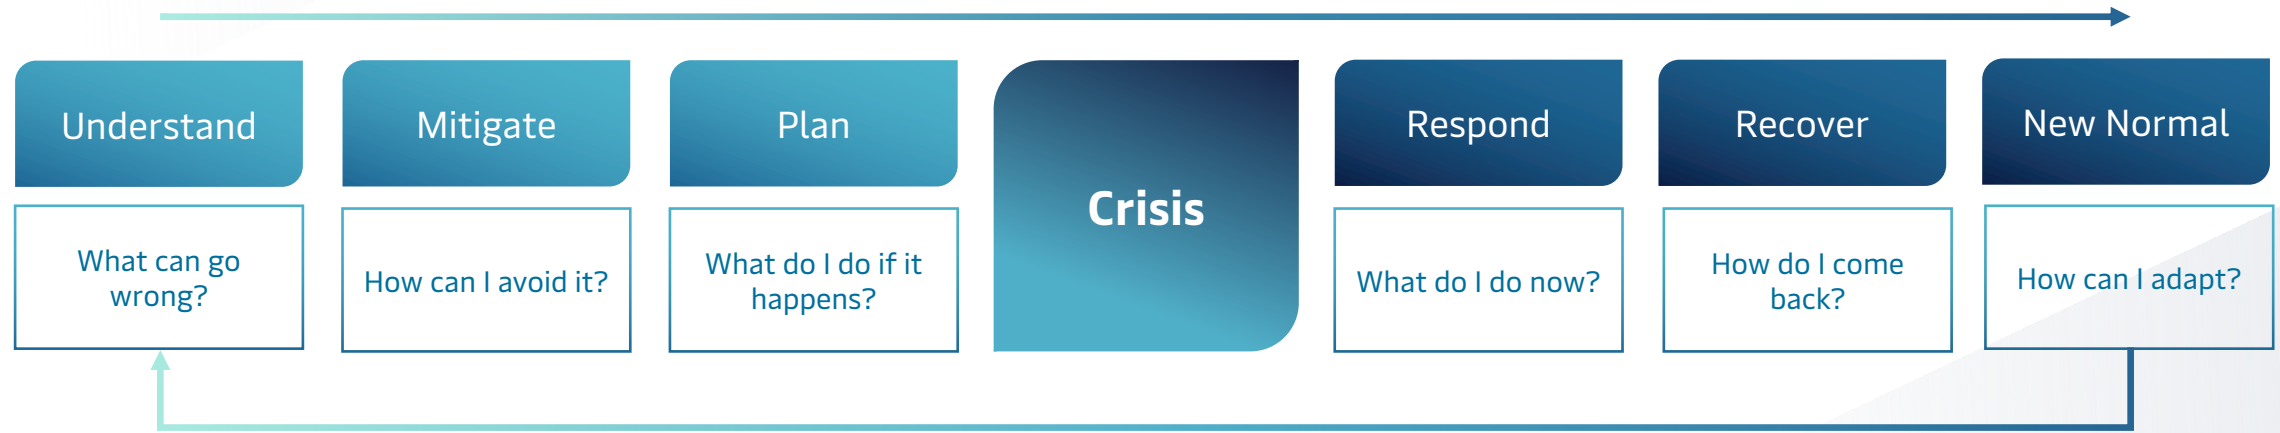 Understand
Mitigate
Plan
Crisis
Respond
Recover
New Normal
What can go
wrong?
How can I avoid it?
What do I do if it
happens?
What do I do now?
How do I come
back?
How can I adapt?